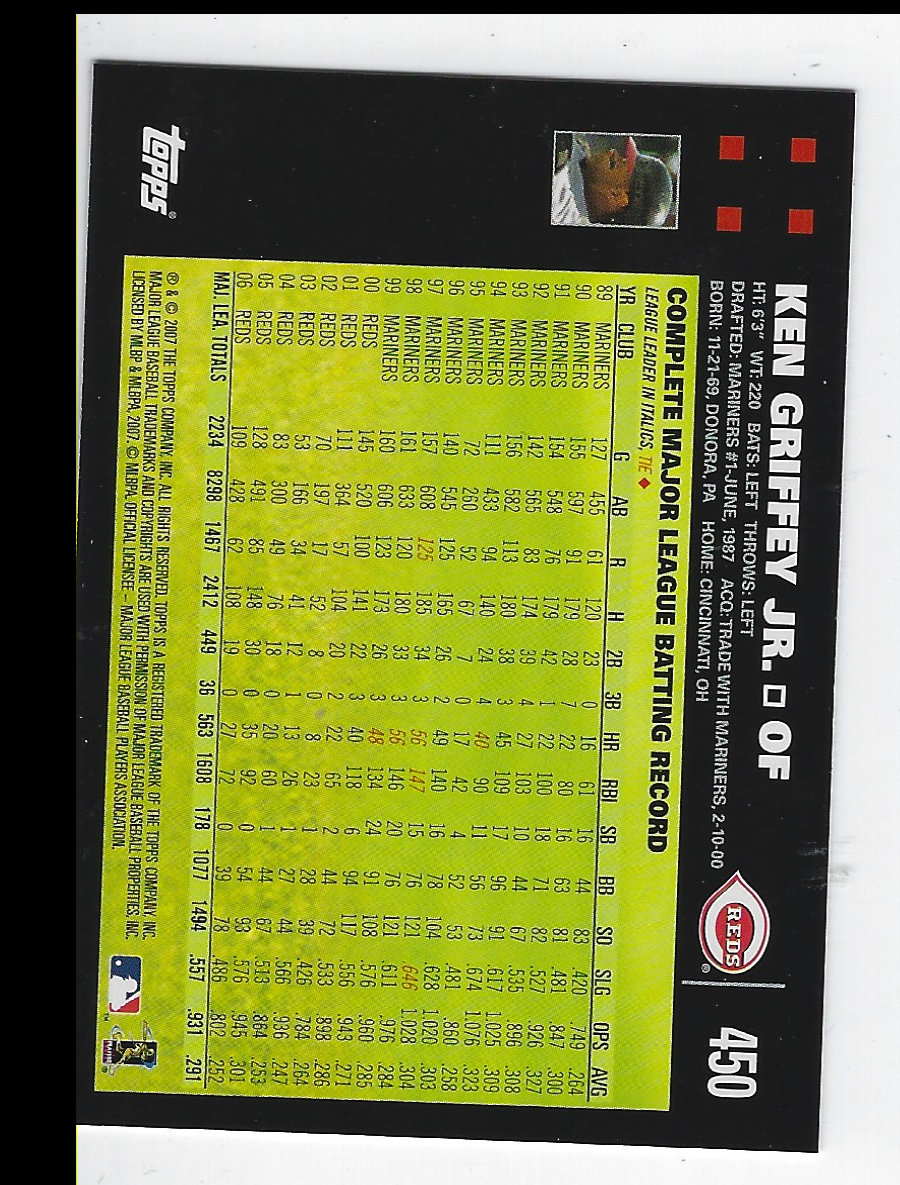 KEN GRIFFEY JR. □ OF
450
REDS®
HT: 6'3" WT: 220 BATS: LEFT THROWS: LEFT
DRAFTED: MARINERS #1-JUNE, 1987 ACQ: TRADE WITH MARINERS, 2-10-00
BORN: 11-21-69, DONORA, PA HOME: CINCINNATI, OH
COMPLETE MAJOR LEAGUE BATTING RECORD
LEAGUE LEADER IN ITALICS, TIE ♦
YR CLUB G AB R H 2B 3B HR RBI SB BB SO SLG OPS AVG
89 MARINERS 127 455 61 120 23 0 16 61 16 44 83 .420 .749 .264
90 MARINERS 155 597 91 179 28 7 22 80 16 63 81 .481 .847 .300
91 MARINERS 154 548 76 179 42 1 22 100 18 71 82 .527 .926 .327
92 MARINERS 142 565 83 174 39 4 27 103 10 44 67 .535 .896 .308
93 MARINERS 156 582 113 180 38 3 45 109 17 96 91 .617 1.025 .309
94 MARINERS 111 433 94 140 24 4 40 90 11 56 73 .674 1.076 .323
95 MARINERS 72 260 52 67 7 0 17 42 4 52 53 .481 .860 .258
96 MARINERS 140 545 125 165 26 2 49 140 16 78 104 .628 1.020 .303
97 MARINERS 157 608 125 185 34 3 56 147 15 76 121 .646 1.028 .304
98 MARINERS 161 633 120 180 33 3 56 146 20 76 121 .611 .976 .284
99 MARINERS 160 606 123 173 26 3 48 134 24 91 108 .576 .960 .285
00 REDS 145 520 100 141 22 3 40 118 6 94 117 .556 .943 .271
01 REDS 111 364 57 104 20 2 22 65 2 44 72 .533 .898 .286
02 REDS 70 197 17 52 8 0 8 23 1 28 39 .426 .784 .264
03 REDS 53 166 34 41 12 1 13 26 1 27 44 .566 .936 .247
04 REDS 83 300 49 76 18 0 20 60 1 44 67 .513 .864 .253
05 REDS 128 491 85 148 30 0 35 92 0 54 93 .576 .945 .301
06 REDS 109 428 62 108 19 0 27 72 0 39 78 .486 .802 .252
MAJ. LEA. TOTALS 2234 8298 1467 2412 449 36 563 1608 178 1077 1494 .557 .931 .291
topps®
® & © 2007 THE TOPPS COMPANY, INC. ALL RIGHTS RESERVED. TOPPS IS A REGISTERED TRADEMARK OF THE TOPPS COMPANY, INC.
MAJOR LEAGUE BASEBALL TRADEMARKS AND COPYRIGHTS ARE USED WITH PERMISSION OF MAJOR LEAGUE BASEBALL PROPERTIES, INC.
LICENSED BY MLBP & MLBPA, 2007. © MLBPA. OFFICIAL LICENSEE – MAJOR LEAGUE BASEBALL PLAYERS ASSOCIATION.